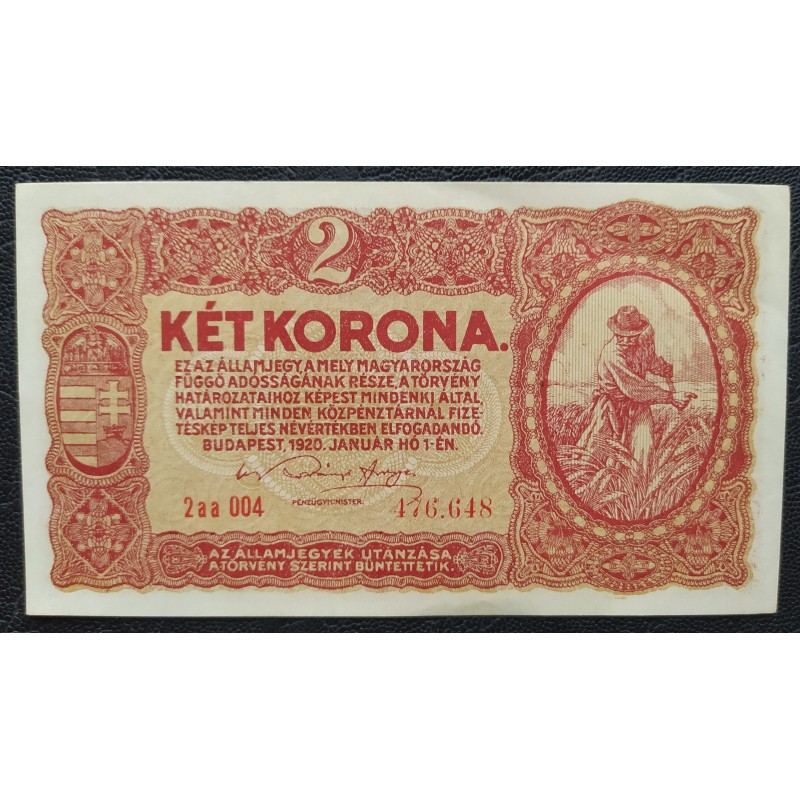 2
KÉT KORONA.
EZ AZ ÁLLAMJEGY, A MELY MAGYARORSZÁG
FÜGGŐ ADÓSSÁGÁNAK RÉSZE, A TÖRVÉNY
HATÁROZATAIHOZ KÉPEST MINDENKI ÁLTAL
VALAMINT MINDEN KÖZPÉNZTÁRNÁL FIZE-
TÉSKÉP TELJES NÉVÉRTÉKBEN ELFOGADANDÓ.
BUDAPEST, 1920. JANUÁR HÓ 1-ÉN.
PÉNZÜGYMINISTER.
2aa 004 476.648
AZ ÁLLAMJEGYEK UTÁNZÁSA
A TÖRVÉNY SZERINT BÜNTETTETIK.